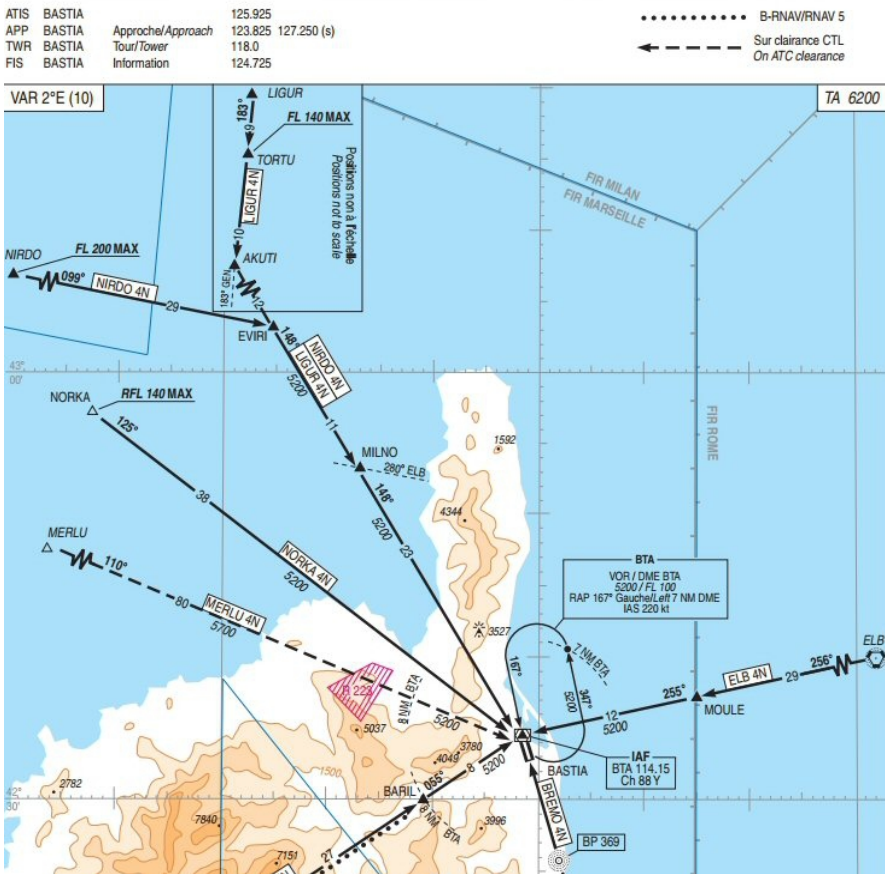 ATIS BASTIA 125.925
APP BASTIA Approche/Approach 123.825 127.250 (s)
TWR BASTIA Tour/Tower 118.0
FIS BASTIA Information 124.725
B-RNAV/RNAV 5
Sur clairance CTL
On ATC clearance
VAR 2°E (10)
TA 6200
LIGUR
183°
9
FL 140 MAX
TORTU
LIGUR 4N
10
Positions non à l'échelle
Positions not to scale
AKUTI
183° GEN
12
NIRDO
FL 200 MAX
099°
NIRDO 4N
29
EVIRI
148°
NIRDO 4N
LIGUR 4N
5200
11
FIR MILAN
FIR MARSEILLE
FIR ROME
43°
00'
NORKA
RFL 140 MAX
125°
38
NORKA 4N
5200
MILNO
280° ELB
148°
5200
23
1592
4344
3527
MERLU
110°
80
MERLU 4N
5700
R 223
8 NM BTA
5200
5037
BTA
VOR / DME BTA
5200 / FL 100
RAP 167° Gauche/Left 7 NM DME
IAS 220 kt
167°
7 NM BTA
347°
5200
ELB
256°
29
ELB 4N
255°
MOULE
12
5200
IAF
BTA 114.15
Ch 88 Y
BASTIA
3780
4049
8
5200
055°
BARIL
8 NM BTA
3996
1500
2782
42°
30'
7840
7151
27
BREMO 4N
BP 369
N